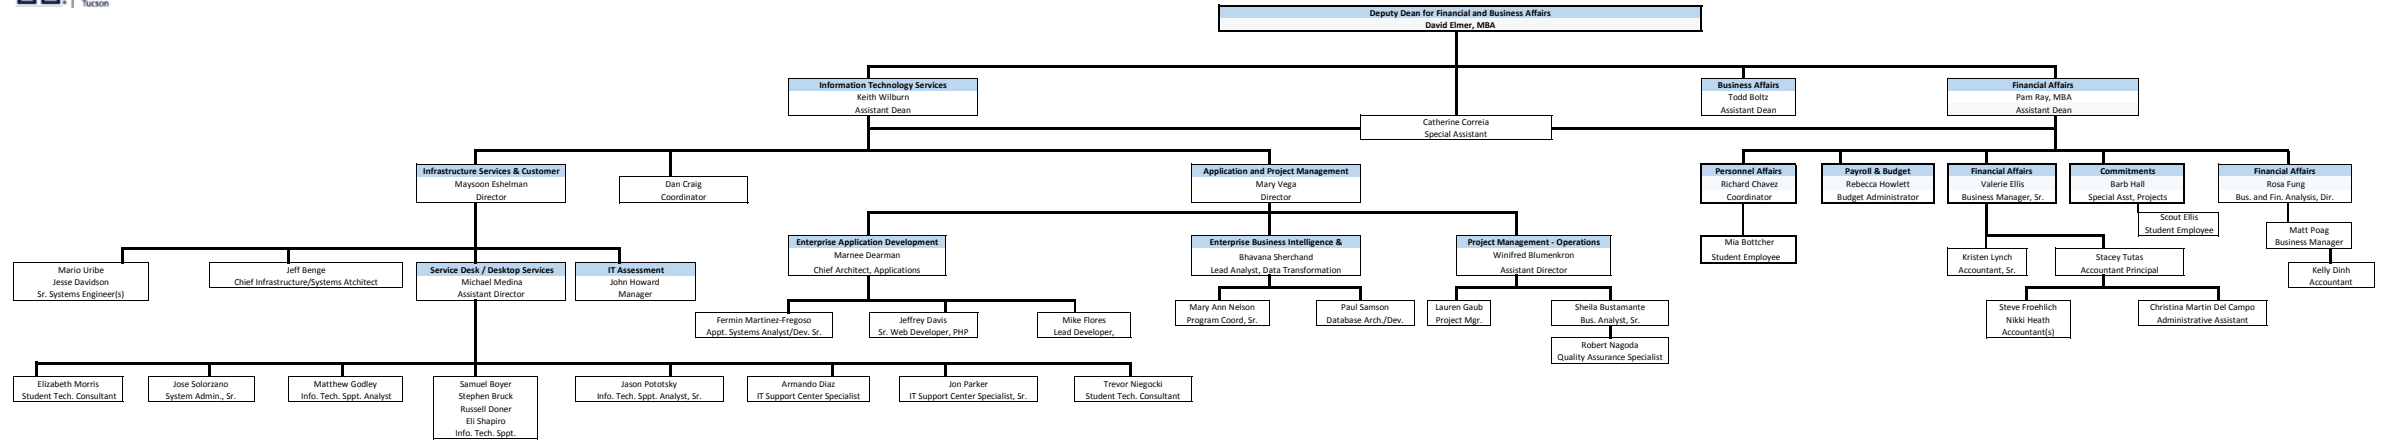 Tucson
Deputy Dean for Financial and Business Affairs
David Elmer, MBA
Information Technology Services
Keith Wilburn
Assistant Dean
Business Affairs
Todd Boltz
Assistant Dean
Financial Affairs
Pam Ray, MBA
Assistant Dean
Catherine Correia
Special Assistant
Infrastructure Services & Customer
Maysoon Eshelman
Director
Dan Craig
Coordinator
Application and Project Management
Mary Vega
Director
Personnel Affairs
Richard Chavez
Coordinator
Payroll & Budget
Rebecca Howlett
Budget Administrator
Financial Affairs
Valerie Ellis
Business Manager, Sr.
Commitments
Barb Hall
Special Asst, Projects
Financial Affairs
Rosa Fung
Bus. and Fin. Analysis, Dir.
Scout Ellis
Student Employee
Matt Poag
Business Manager
Enterprise Application Development
Marnee Dearman
Chief Architect, Applications
Enterprise Business Intelligence &
Bhavana Sherchand
Lead Analyst, Data Transformation
Project Management - Operations
Winifred Blumenkron
Assistant Director
Mia Bottcher
Student Employee
Kristen Lynch
Accountant, Sr.
Stacey Tutas
Accountant Principal
Kelly Dinh
Accountant
Mario Uribe
Jesse Davidson
Sr. Systems Engineer(s)
Jeff Benge
Chief Infrastructure/Systems Atchitect
Service Desk / Desktop Services
Michael Medina
Assistant Director
IT Assessment
John Howard
Manager
Fermin Martinez-Fregoso
Appt. Systems Analyst/Dev. Sr.
Jeffrey Davis
Sr. Web Developer, PHP
Mike Flores
Lead Developer,
Mary Ann Nelson
Program Coord, Sr.
Paul Samson
Database Arch./Dev.
Lauren Gaub
Project Mgr.
Sheila Bustamante
Bus. Analyst, Sr.
Steve Froehlich
Nikki Heath
Accountant(s)
Christina Martin Del Campo
Administrative Assistant
Robert Nagoda
Quality Assurance Specialist
Elizabeth Morris
Student Tech. Consultant
Jose Solorzano
System Admin., Sr.
Matthew Godley
Info. Tech. Sppt. Analyst
Samuel Boyer
Stephen Bruck
Russell Doner
Eli Shapiro
Info. Tech. Sppt.
Jason Pototsky
Info. Tech. Sppt. Analyst, Sr.
Armando Diaz
IT Support Center Specialist
Jon Parker
IT Support Center Specialist, Sr.
Trevor Niegocki
Student Tech. Consultant